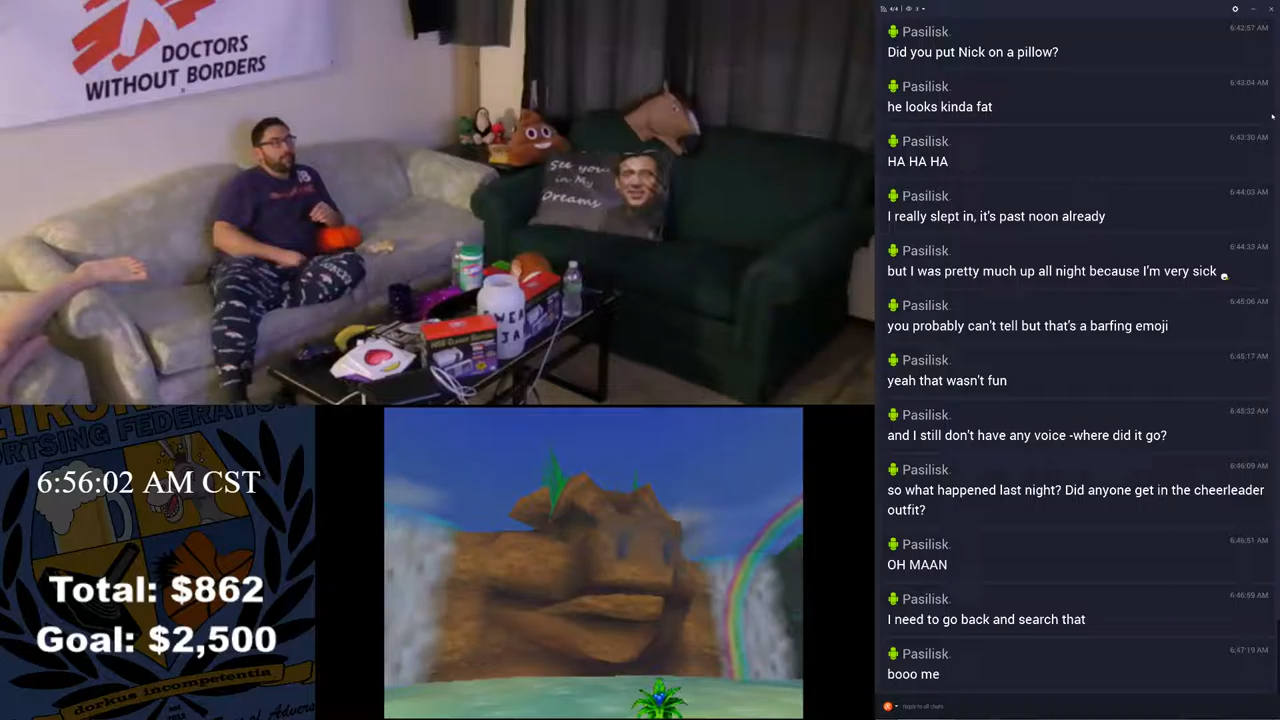 DOCTORS
WITHOUT BORDERS
See you
in My
Dreams
6:56:02 AM CST
Total: $862
Goal: $2,500
dorkus incompetentia
4/4
3
Pasilisk
6:42:57 AM
Did you put Nick on a pillow?
Pasilisk
6:43:04 AM
he looks kinda fat
Pasilisk
6:43:30 AM
HA HA HA
Pasilisk
6:44:03 AM
I really slept in, it's past noon already
Pasilisk
6:44:33 AM
but I was pretty much up all night because I'm very sick
Pasilisk
6:45:06 AM
you probably can't tell but that's a barfing emoji
Pasilisk
6:45:17 AM
yeah that wasn't fun
Pasilisk
6:45:32 AM
and I still don't have any voice -where did it go?
Pasilisk
6:46:09 AM
so what happened last night? Did anyone get in the cheerleader
outfit?
Pasilisk
6:46:51 AM
OH MAAN
Pasilisk
6:46:59 AM
I need to go back and search that
Pasilisk
6:47:19 AM
booo me
Reply to all chats